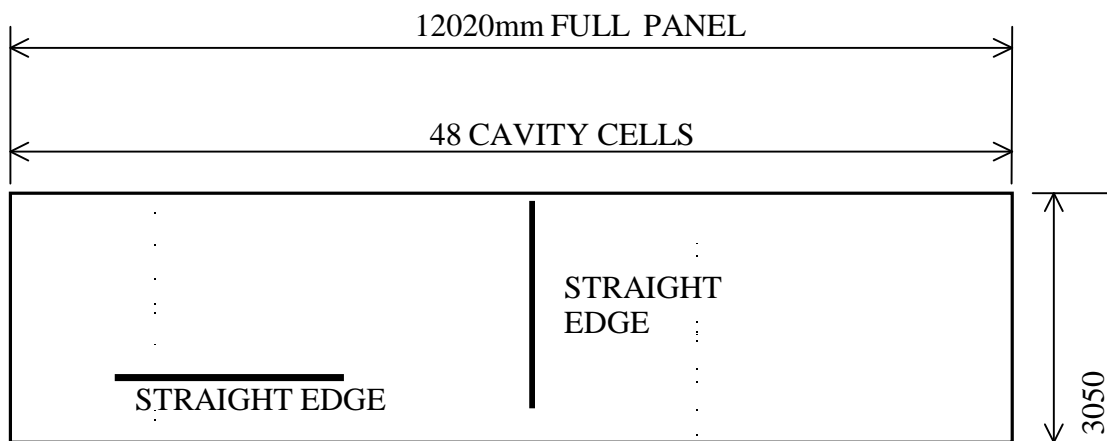 12020mm FULL PANEL
48 CAVITY CELLS
STRAIGHT
EDGE
STRAIGHT EDGE
3050